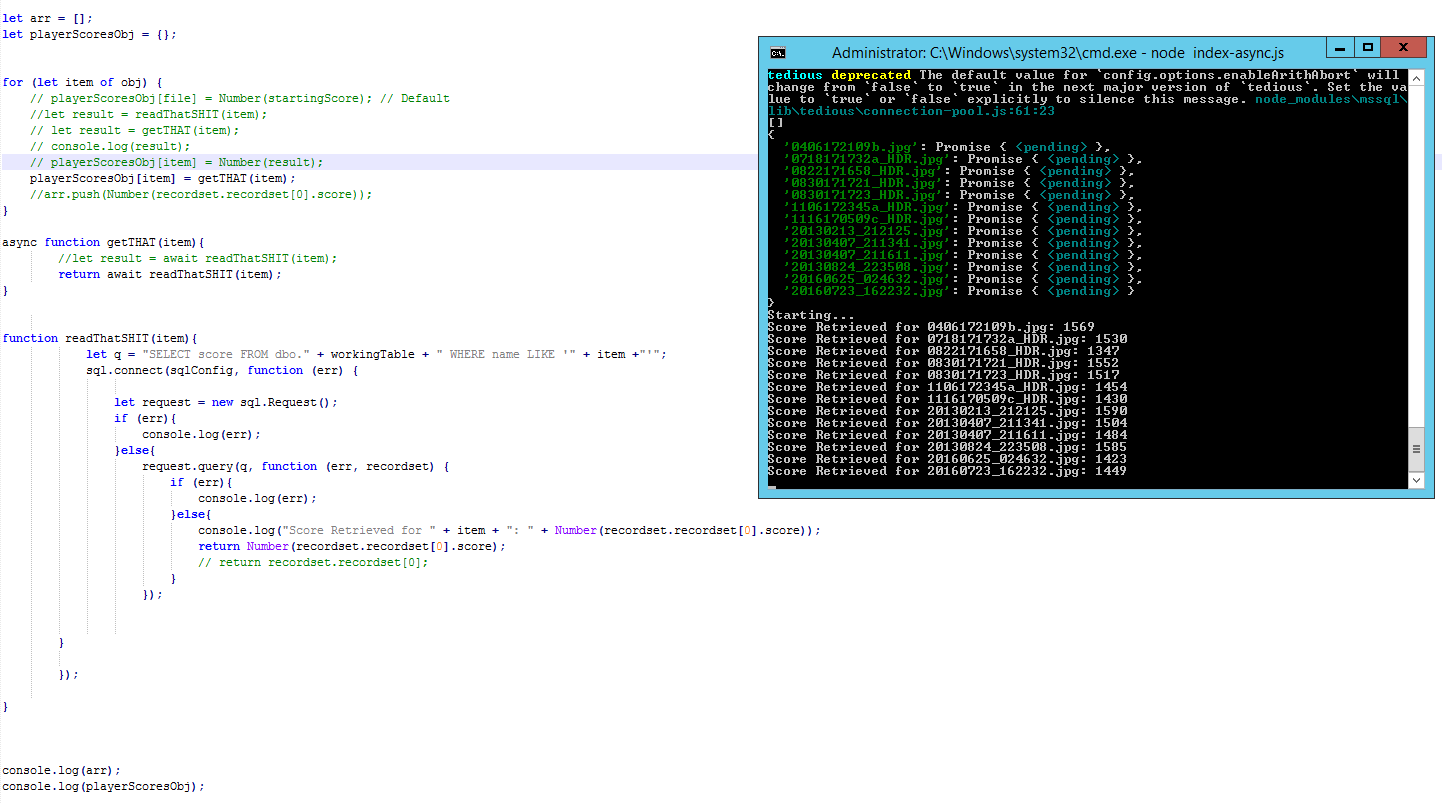 let arr = [];
let playerScoresObj = {};
for (let item of obj) {
// playerScoresObj[file] = Number(startingScore); // Default
//let result = readThatSHIT(item);
// let result = getTHAT(item);
// console.log(result);
// playerScoresObj[item] = Number(result);
playerScoresObj[item] = getTHAT(item);
//arr.push(Number(recordset.recordset[0].score));
}
async function getTHAT(item){
//let result = await readThatSHIT(item);
return await readThatSHIT(item);
}
function readThatSHIT(item){
let q = "SELECT score FROM dbo." + workingTable + " WHERE name LIKE '" + item +"'";
sql.connect(sqlConfig, function (err) {
let request = new sql.Request();
if (err){
console.log(err);
}else{
request.query(q, function (err, recordset) {
if (err){
console.log(err);
}else{
console.log("Score Retrieved for " + item + ": " + Number(recordset.recordset[0].score));
return Number(recordset.recordset[0].score);
// return recordset.recordset[0];
}
});
}
});
}
console.log(arr);
console.log(playerScoresObj);
Administrator: C:\Windows\system32\cmd.exe - node  index-async.js
tedious deprecated The default value for `config.options.enableArithAbort` will
change from `false` to `true` in the next major version of `tedious`. Set the va
lue to `true` or `false` explicitly to silence this message. node_modules\mssql\
lib\tedious\connection-pool.js:61:23
[]
{
'0406172109b.jpg': Promise { <pending> },
'0718171732a_HDR.jpg': Promise { <pending> },
'0822171658_HDR.jpg': Promise { <pending> },
'0830171721_HDR.jpg': Promise { <pending> },
'0830171723_HDR.jpg': Promise { <pending> },
'1106172345a_HDR.jpg': Promise { <pending> },
'1116170509c_HDR.jpg': Promise { <pending> },
'20130213_212125.jpg': Promise { <pending> },
'20130407_211341.jpg': Promise { <pending> },
'20130407_211611.jpg': Promise { <pending> },
'20130824_223508.jpg': Promise { <pending> },
'20160625_024632.jpg': Promise { <pending> },
'20160723_162232.jpg': Promise { <pending> }
}
Starting...
Score Retrieved for 0406172109b.jpg: 1569
Score Retrieved for 0718171732a_HDR.jpg: 1530
Score Retrieved for 0822171658_HDR.jpg: 1347
Score Retrieved for 0830171721_HDR.jpg: 1552
Score Retrieved for 0830171723_HDR.jpg: 1517
Score Retrieved for 1106172345a_HDR.jpg: 1454
Score Retrieved for 1116170509c_HDR.jpg: 1430
Score Retrieved for 20130213_212125.jpg: 1590
Score Retrieved for 20130407_211341.jpg: 1504
Score Retrieved for 20130407_211611.jpg: 1484
Score Retrieved for 20130824_223508.jpg: 1585
Score Retrieved for 20160625_024632.jpg: 1423
Score Retrieved for 20160723_162232.jpg: 1449